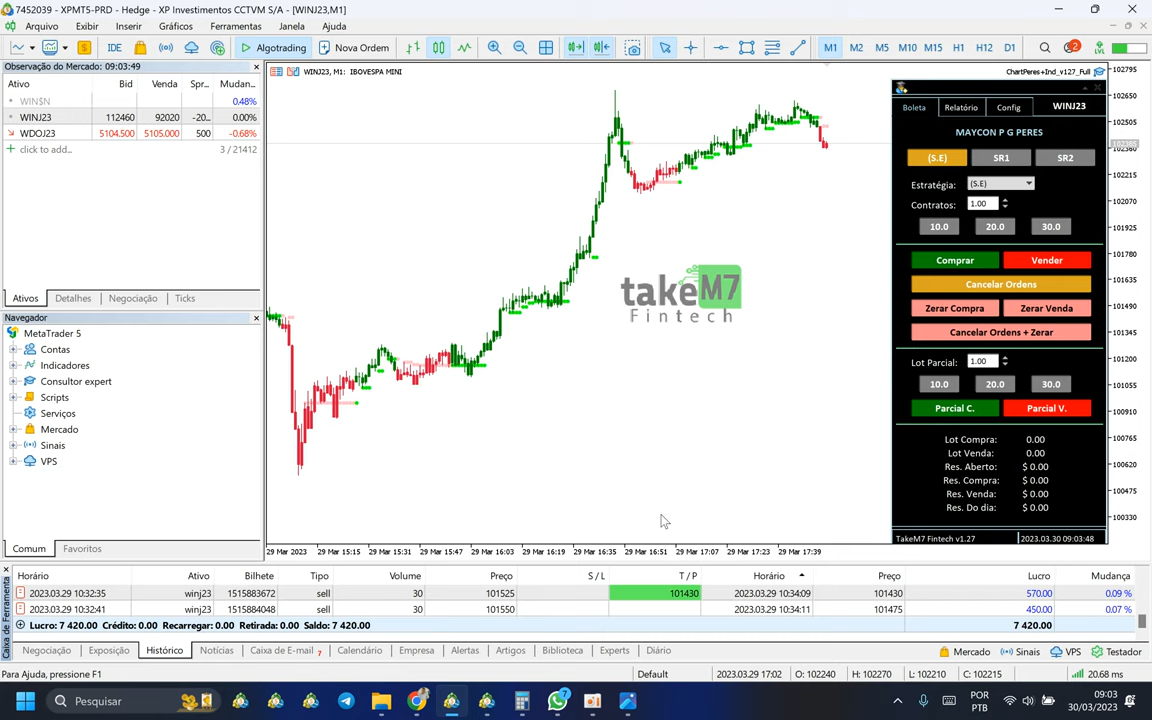 7452039 - XPMT5-PRD - Hedge - XP Investimentos CCTVM S/A - [WINJ23,M1]
Arquivo Exibir Inserir Gráficos Ferramentas Janela Ajuda
IDE Algotrading Nova Ordem M1 M2 M5 M10 M15 H1 H12 D1 2 LVL
Observação do Mercado: 09:03:49
Ativo Bid Venda Spr... Mudan...
WIN$N 0.48%
WINJ23 112460 92020 -20... 0.00%
WDOJ23 5104.500 5105.000 500 -0.68%
click to add... 3 / 21412
Ativos Detalhes Negociação Ticks
Navegador
MetaTrader 5
Contas
Indicadores
Consultor expert
Scripts
Serviços
Mercado
Sinais
VPS
Comum Favoritos
WINJ23, M1: IBOVESPA MINI
ChartPeres+Ind_v127_Full
takeM7
Fintech
102795
102650
102505
102360
102215
102070
101925
101780
101635
101490
101345
101200
101055
100910
100765
100620
100475
100330
29 Mar 2023 29 Mar 15:15 29 Mar 15:31 29 Mar 15:47 29 Mar 16:03 29 Mar 16:19 29 Mar 16:35 29 Mar 16:51 29 Mar 17:07 29 Mar 17:23 29 Mar 17:39
Boleta Relatório Config WINJ23
MAYCON P G PERES
(S.E) SR1 SR2
Estratégia: (S.E)
Contratos: 1.00
10.0 20.0 30.0
Comprar Vender
Cancelar Ordens
Zerar Compra Zerar Venda
Cancelar Ordens + Zerar
Lot Parcial: 1.00
10.0 20.0 30.0
Parcial C. Parcial V.
Lot Compra: 0.00
Lot Venda: 0.00
Res. Aberto: $ 0.00
Res. Compra: $ 0.00
Res. Venda: $ 0.00
Res. Do dia: $ 0.00
TakeM7 Fintech v1.27 2023.03.30 09:03:48
Caixa de Ferramenta
Horário Ativo Bilhete Tipo Volume Preço S / L T / P Horário Preço Lucro Mudança
2023.03.29 10:32:35 winj23 1515883672 sell 30 101525 101430 2023.03.29 10:34:09 101430 570.00 0.09 %
2023.03.29 10:32:41 winj23 1515884048 sell 30 101550 2023.03.29 10:34:11 101475 450.00 0.07 %
Lucro: 7 420.00 Crédito: 0.00 Recarregar: 0.00 Retirada: 0.00 Saldo: 7 420.00 7 420.00
Negociação Exposição Histórico Notícias Caixa de E-mail 7 Calendário Empresa Alertas Artigos Biblioteca Experts Diário Mercado Sinais VPS Testador
Para Ajuda, pressione F1 Default 2023.03.29 17:02 O: 102240 H: 102270 L: 102210 C: 102215 20.68 ms
Pesquisar 7 POR PTB 09:03 30/03/2023